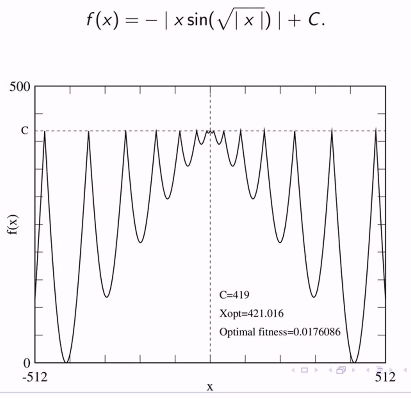 f(x) = − | x sin(√| x |) | + C.
500
C
f(x)
C=419
Xopt=421.016
Optimal fitness=0.0176086
0
-512
512
x